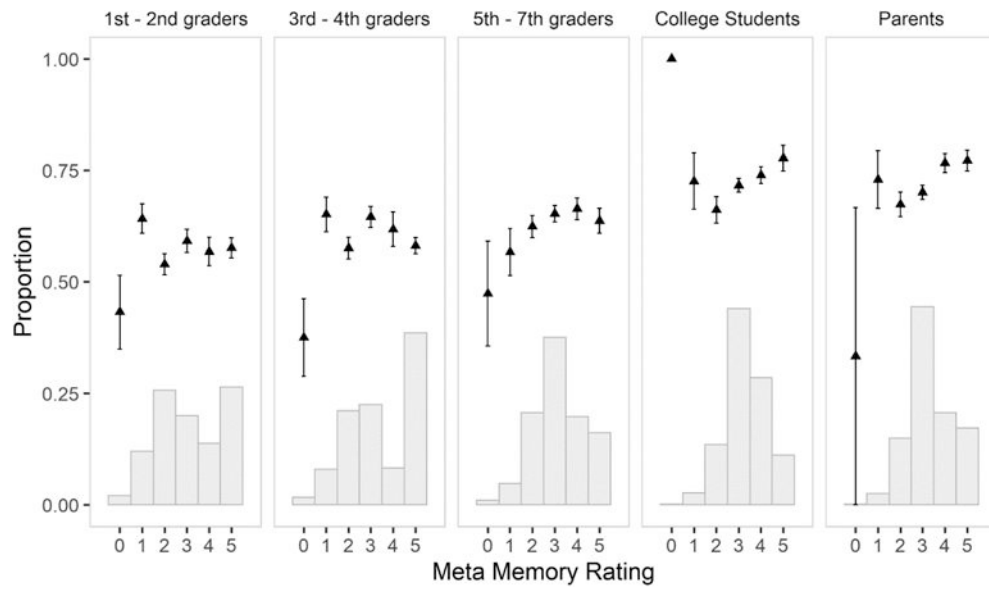 1st - 2nd graders 3rd - 4th graders 5th - 7th graders College Students Parents
1.00
0.75
0.50
0.25
0.00
Proportion
0 1 2 3 4 5 0 1 2 3 4 5 0 1 2 3 4 5 0 1 2 3 4 5 0 1 2 3 4 5
Meta Memory Rating